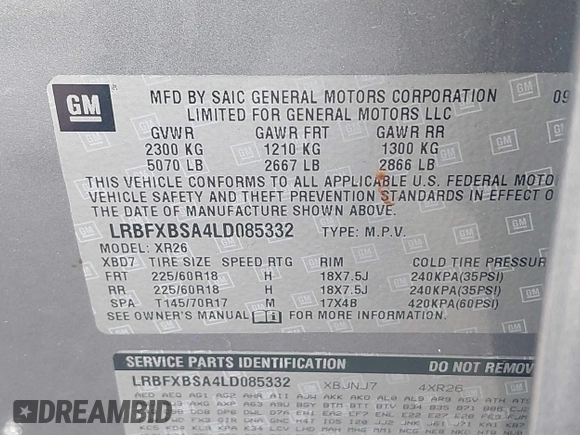 GM
MFD BY SAIC GENERAL MOTORS CORPORATION 09
LIMITED FOR GENERAL MOTORS LLC
GVWR GAWR FRT GAWR RR
2300 KG 1210 KG 1300 KG
5070 LB 2667 LB 2866 LB
THIS VEHICLE CONFORMS TO ALL APPLICABLE U.S. FEDERAL MOTOR
VEHICLE SAFETY AND THEFT PREVENTION STANDARDS IN EFFECT O
THE DATE OF MANUFACTURE SHOWN ABOVE.
LRBFXBSA4LD085332 TYPE: M.P.V.
MODEL: XR26
XBD7 TIRE SIZE SPEED RTG RIM COLD TIRE PRESSUR
FRT 225/60R18 H 18X7.5J 240KPA(35PSI)
RR 225/60R18 H 18X7.5J 240KPA(35PSI)
SPA T145/70R17 M 17X4B 420KPA(60PSI)
SEE OWNER'S MANUAL FOR MORE INFORMATION.
SERVICE PARTS IDENTIFICATION DO NOT REMOV
LRBFXBSA4LD085332 XBJNJ7 4XR26
DREAMBID